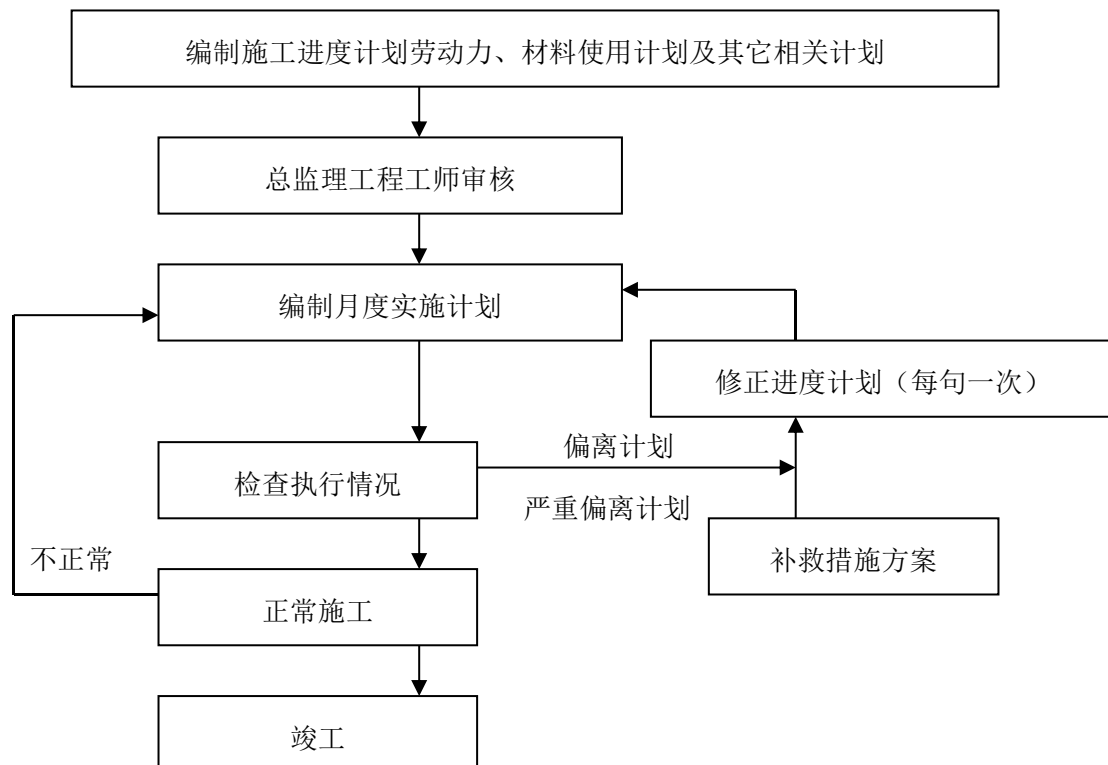 编制施工进度计划劳动力、材料使用计划及其它相关计划
总监理工程工师审核
编制月度实施计划
修正进度计划（每句一次）
偏离计划
检查执行情况
严重偏离计划
补救措施方案
不正常
正常施工
竣工